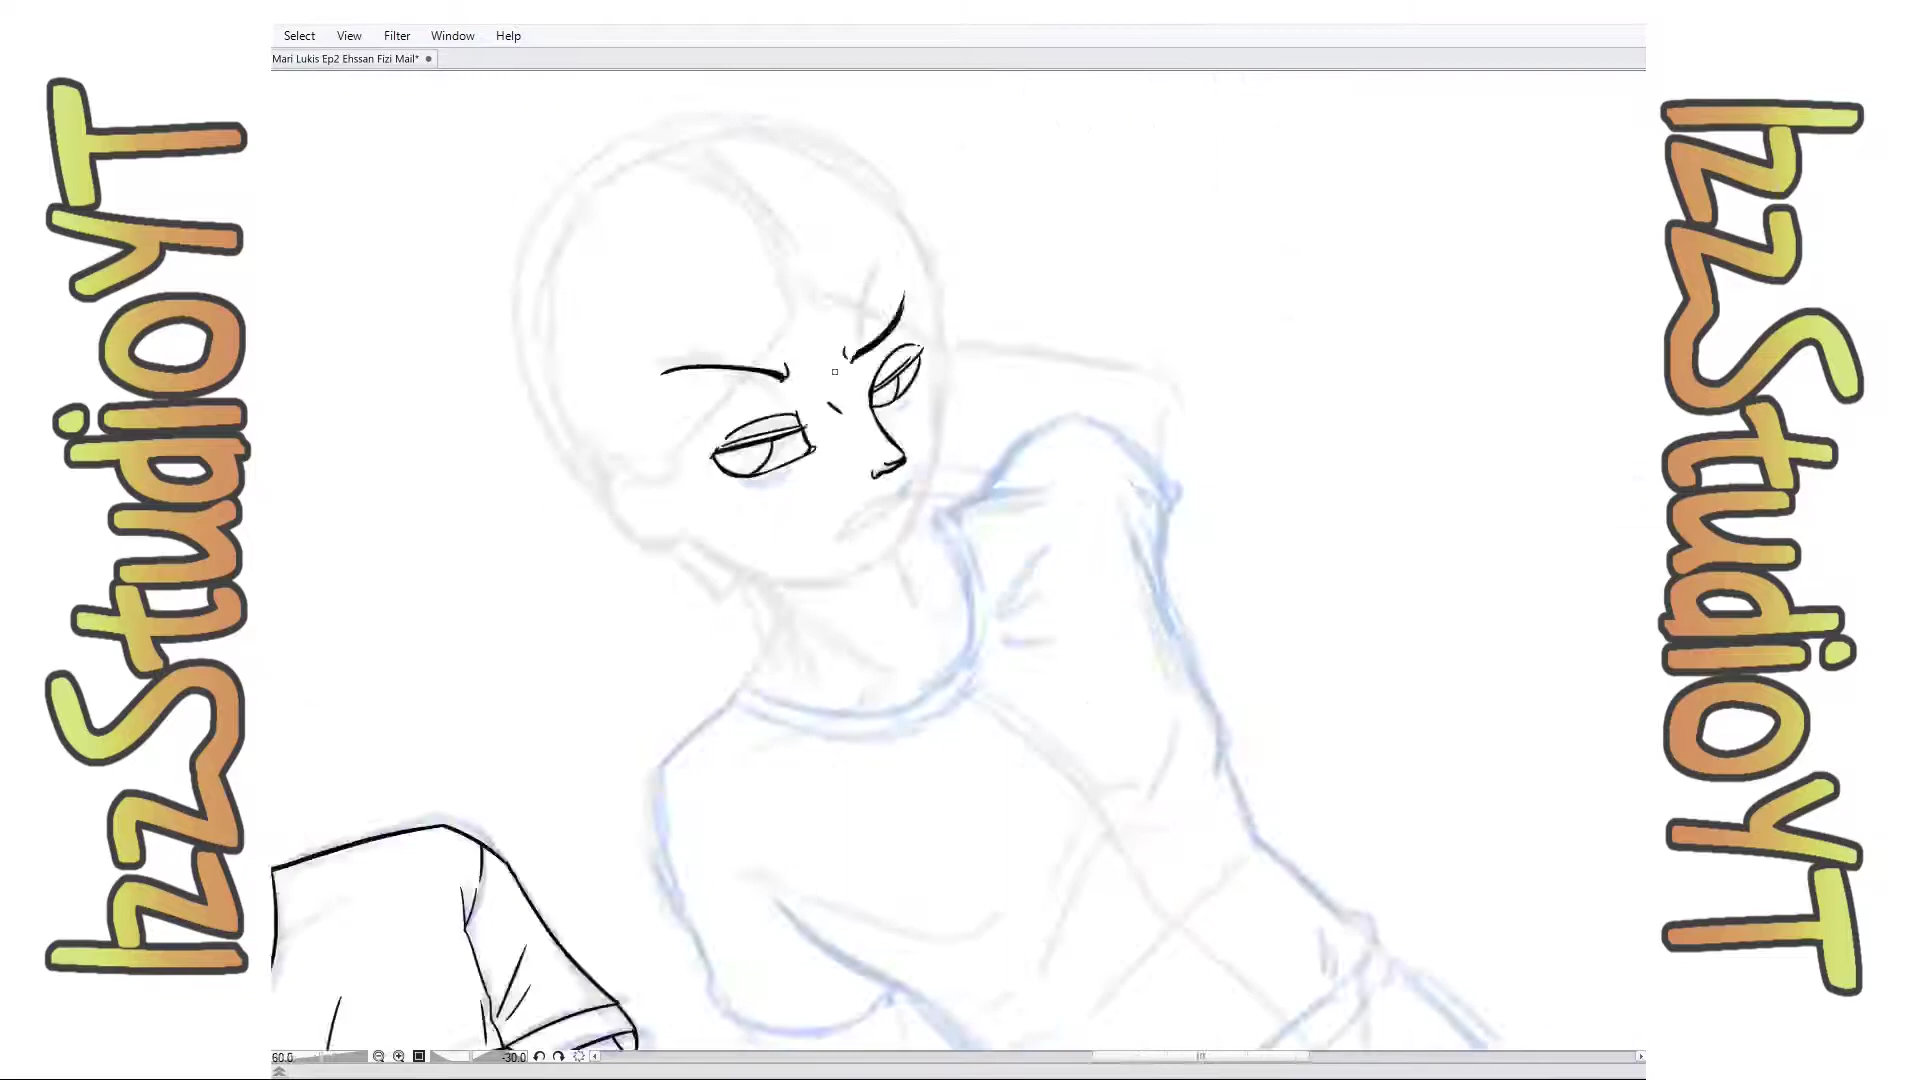 Select View Filter Window Help
Mari Lukis Ep2 Ehssan Fizi Mail*
IzzStudioYT
IzzStudioYT
60.0
-30.0